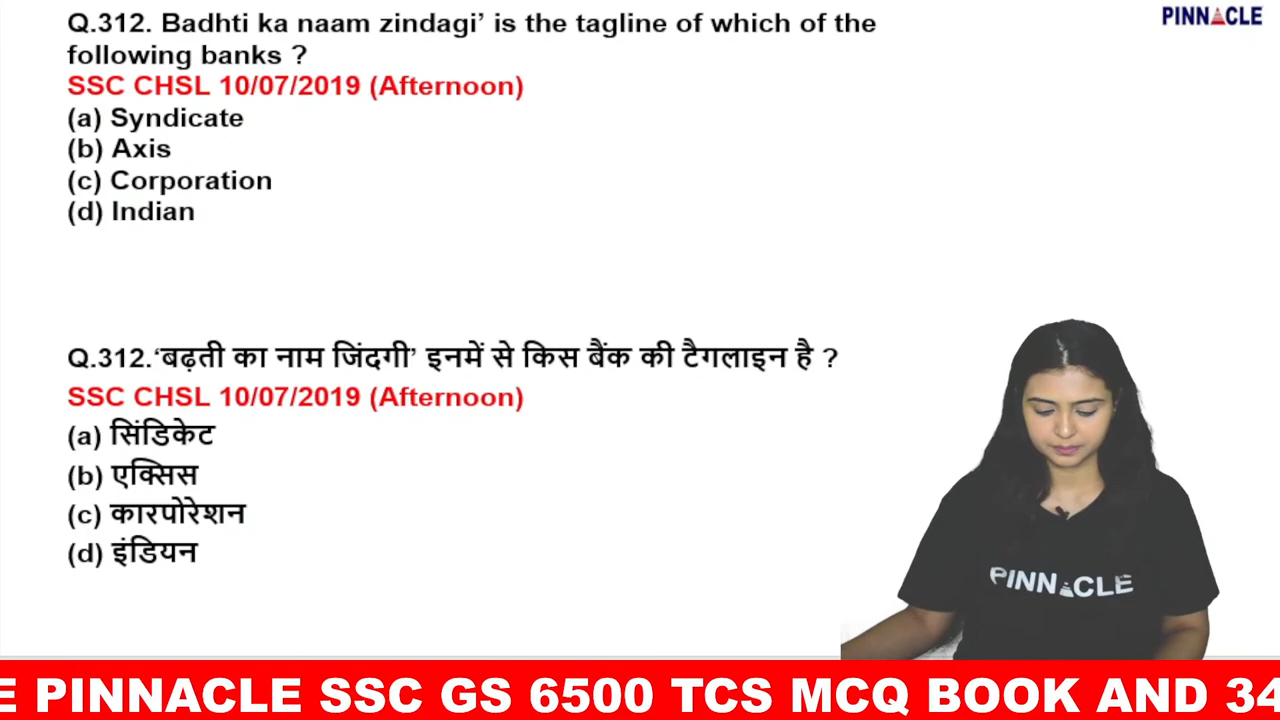 Q.312. Badhti ka naam zindagi’ is the tagline of which of the
following banks ?
SSC CHSL 10/07/2019 (Afternoon)
(a) Syndicate
(b) Axis
(c) Corporation
(d) Indian
PINNACLE
Q.312.‘बढ़ती का नाम जिंदगी’ इनमें से किस बैंक की टैगलाइन है ?
SSC CHSL 10/07/2019 (Afternoon)
(a) सिंडिकेट
(b) एक्सिस
(c) कारपोरेशन
(d) इंडियन
PINNACLE
E PINNACLE SSC GS 6500 TCS MCQ BOOK AND 34